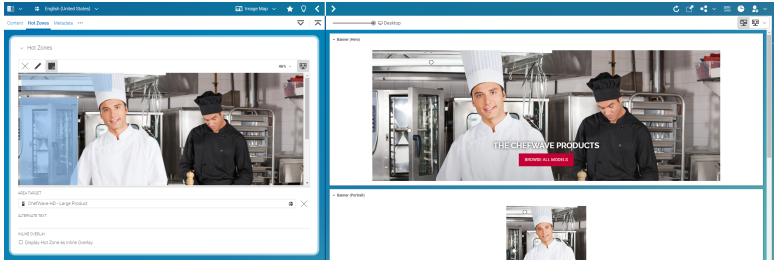 English (United States)
Image Map
Content Hot Zones Metadata
Desktop
Hot Zones
AREA TARGET
ChefWave-HD - Large Product
ALTERNATE TEXT
INLINE OVERLAY
Display Hot Zone as Inline Overlay
Banner (Hero)
THE CHEFWAVE PRODUCTS
BROWSE ALL MODELS
Banner (Portrait)